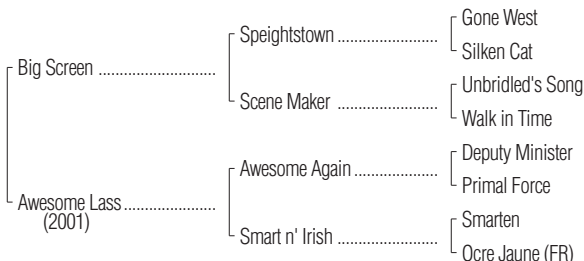 Gone West
Speightstown ....................
Silken Cat
Big Screen ........................
Unbridled's Song
Scene Maker ....................
Walk in Time
Deputy Minister
Awesome Again .................
Primal Force
Awesome Lass ...................
(2001)
Smarten
Smart n' Irish ....................
Ocre Jaune (FR)